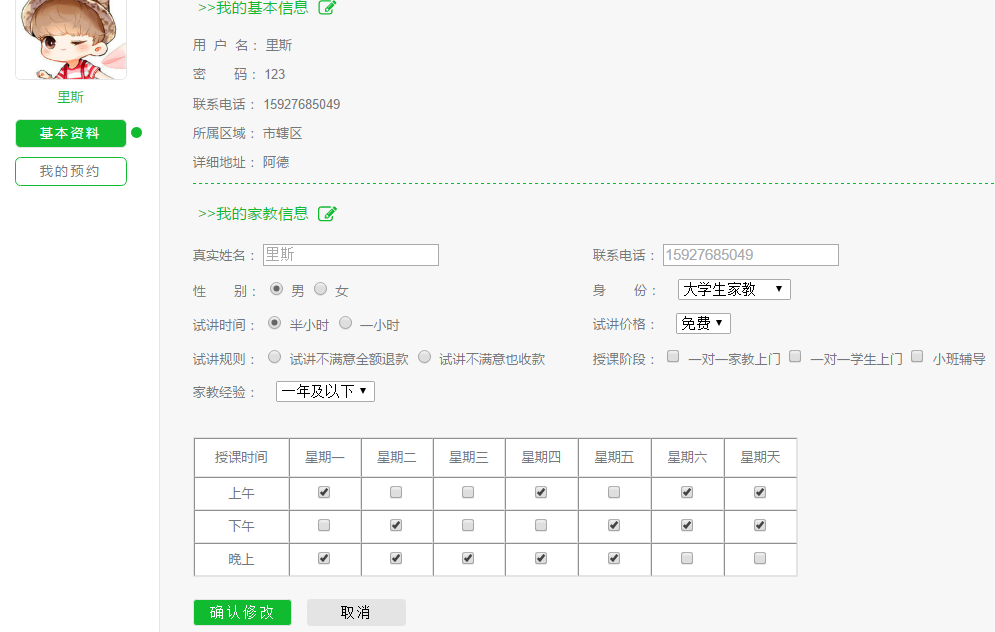 >>我的基本信息
里斯
基本资料
我的预约
用 户 名： 里斯
密 码： 123
联系电话： 15927685049
所属区域： 市辖区
详细地址： 阿德
>>我的家教信息
真实姓名： 里斯 联系电话： 15927685049
性 别： 男 女 身 份： 大学生家教
试讲时间： 半小时 一小时 试讲价格： 免费
试讲规则： 试讲不满意全额退款 试讲不满意也收款 授课阶段： 一对一家教上门 一对一学生上门 小班辅导
家教经验： 一年及以下
授课时间 星期一 星期二 星期三 星期四 星期五 星期六 星期天
上午
下午
晚上
确认修改 取消